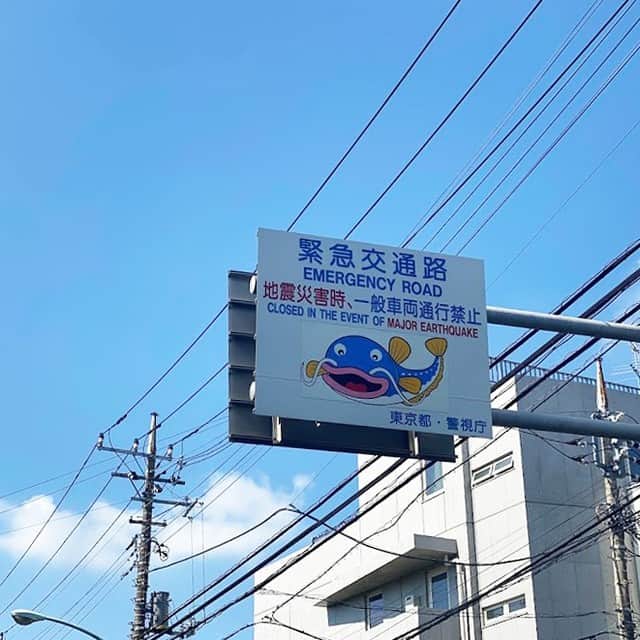 緊急交通路
EMERGENCY ROAD
地震災害時、一般車両通行禁止
CLOSED IN THE EVENT OF MAJOR EARTHQUAKE
東京都・警視庁